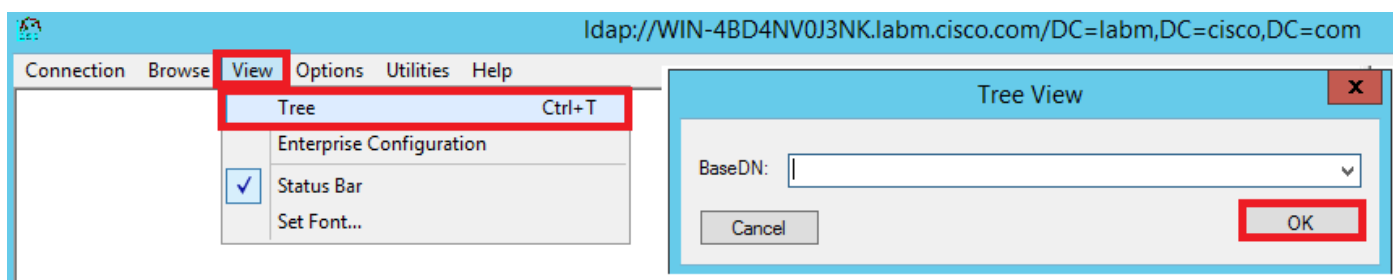 ldap://WIN-4BD4NV0J3NK.labm.cisco.com/DC=labm,DC=cisco,DC=com
Connection Browse View Options Utilities Help
Tree Ctrl+T
Enterprise Configuration
Status Bar
Set Font...
Tree View
x
BaseDN:
Cancel OK